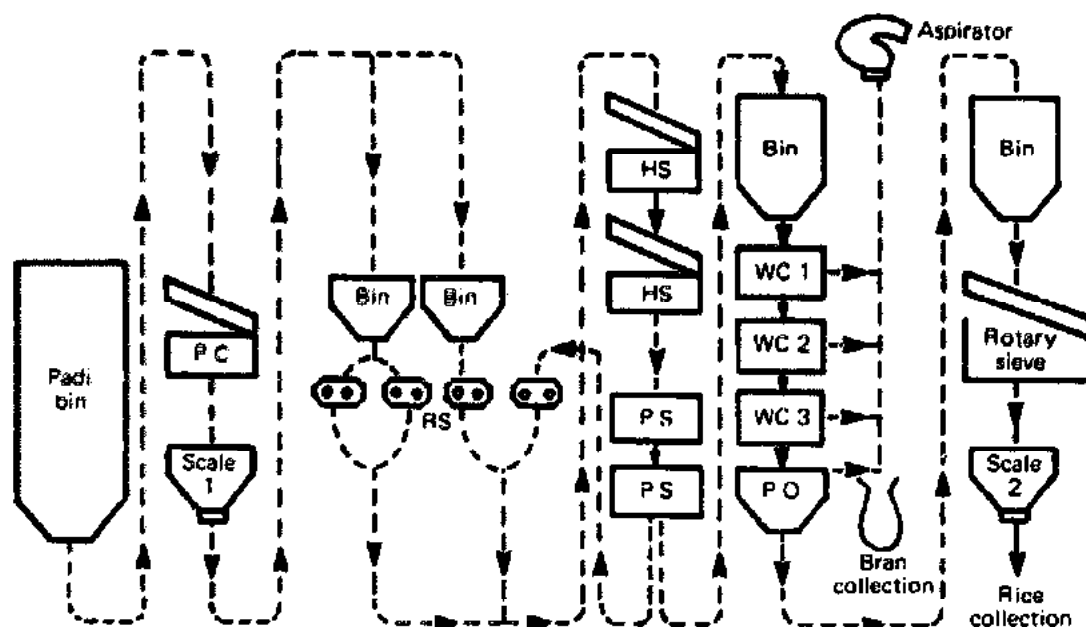 Aspirator
Bin
Bin
HS
HS
WC 1
Bin
Bin
P C
WC 2
Rotary
sieve
Padi
bin
RS
P S
WC 3
Scale
1
P S
P O
Scale
2
Bran
collection
Rice
collection